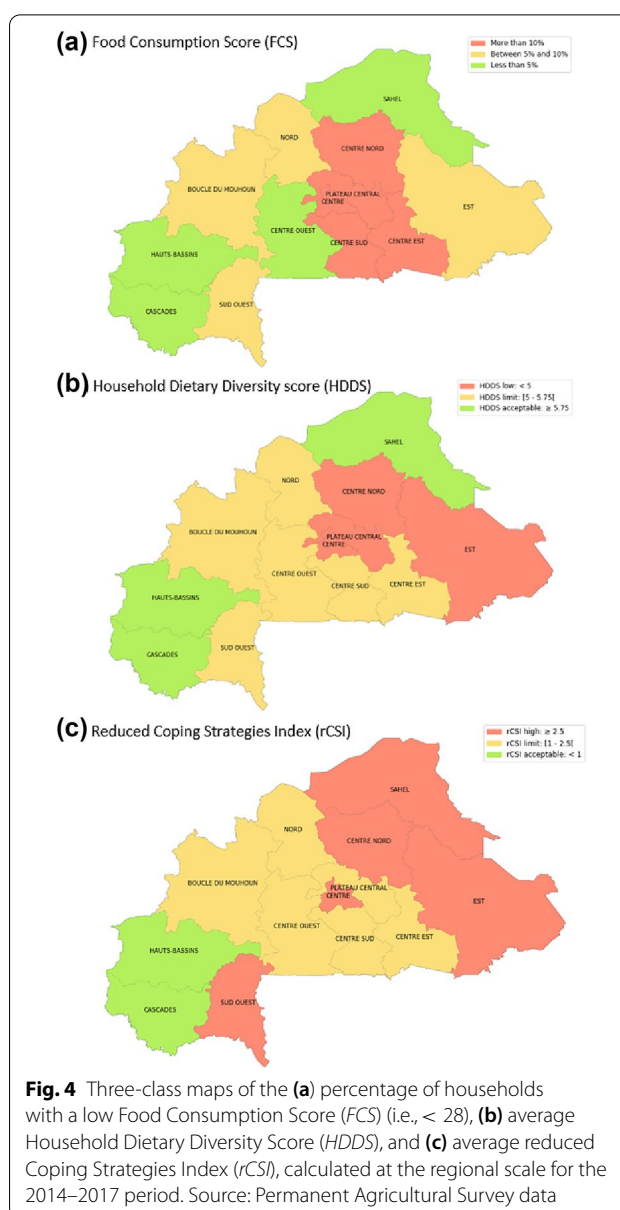 (a) Food Consumption Score (FCS)
More than 10%
Between 5% and 10%
Less than 5%
SAHEL
NORD
CENTRE NORD
BOUCLE DU MOUHOUN
PLATEAU CENTRAL
CENTRE
EST
CENTRE OUEST
CENTRE SUD
CENTRE EST
HAUTS-BASSINS
SUD OUEST
CASCADES
(b) Household Dietary Diversity score (HDDS)
HDDS low: < 5
HDDS limit: [5 - 5.75[
HDDS acceptable: ≥ 5.75
SAHEL
NORD
CENTRE NORD
BOUCLE DU MOUHOUN
PLATEAU CENTRAL
CENTRE
EST
CENTRE OUEST
CENTRE SUD
CENTRE EST
HAUTS-BASSINS
SUD OUEST
CASCADES
(c) Reduced Coping Strategies Index (rCSI)
rCSI high: ≥ 2.5
rCSI limit: [1 - 2.5[
rCSI acceptable: < 1
SAHEL
NORD
CENTRE NORD
BOUCLE DU MOUHOUN
PLATEAU CENTRAL
CENTRE
EST
CENTRE OUEST
CENTRE SUD
CENTRE EST
HAUTS-BASSINS
SUD OUEST
CASCADES
Fig. 4 Three-class maps of the (a) percentage of households
with a low Food Consumption Score (FCS) (i.e., < 28), (b) average
Household Dietary Diversity Score (HDDS), and (c) average reduced
Coping Strategies Index (rCSI), calculated at the regional scale for the
2014–2017 period. Source: Permanent Agricultural Survey data